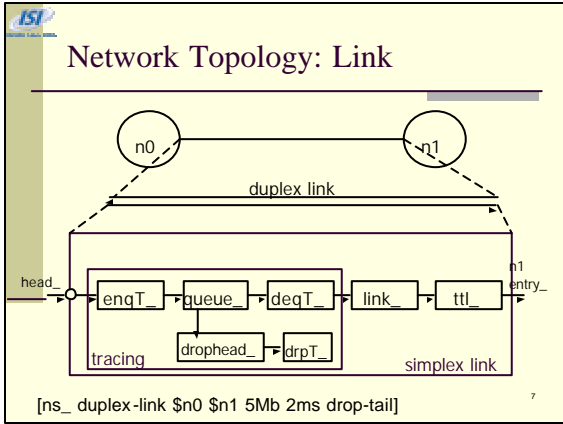 ISI
Network Topology: Link
n0
n1
duplex link
head_
enqT_
queue_
deqT_
link_
ttl_
n1
entry_
drophead_
drpT_
tracing
simplex link
[ns_ duplex-link $n0 $n1 5Mb 2ms drop-tail]
7